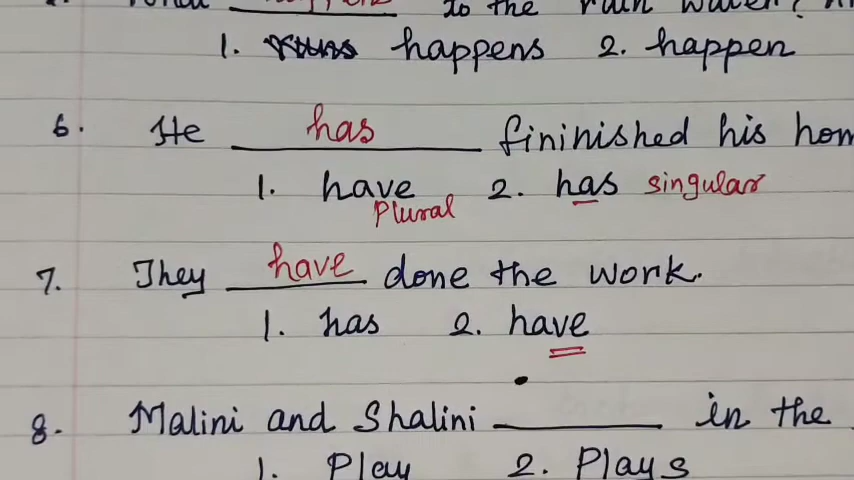 to the rain water?
1. happens 2. happen
6. He has fininished his hom
1. have 2. has singular
Plural
7. They have done the work.
1. has 2. have
8. Malini and Shalini ________ in the
1. Play 2. Plays